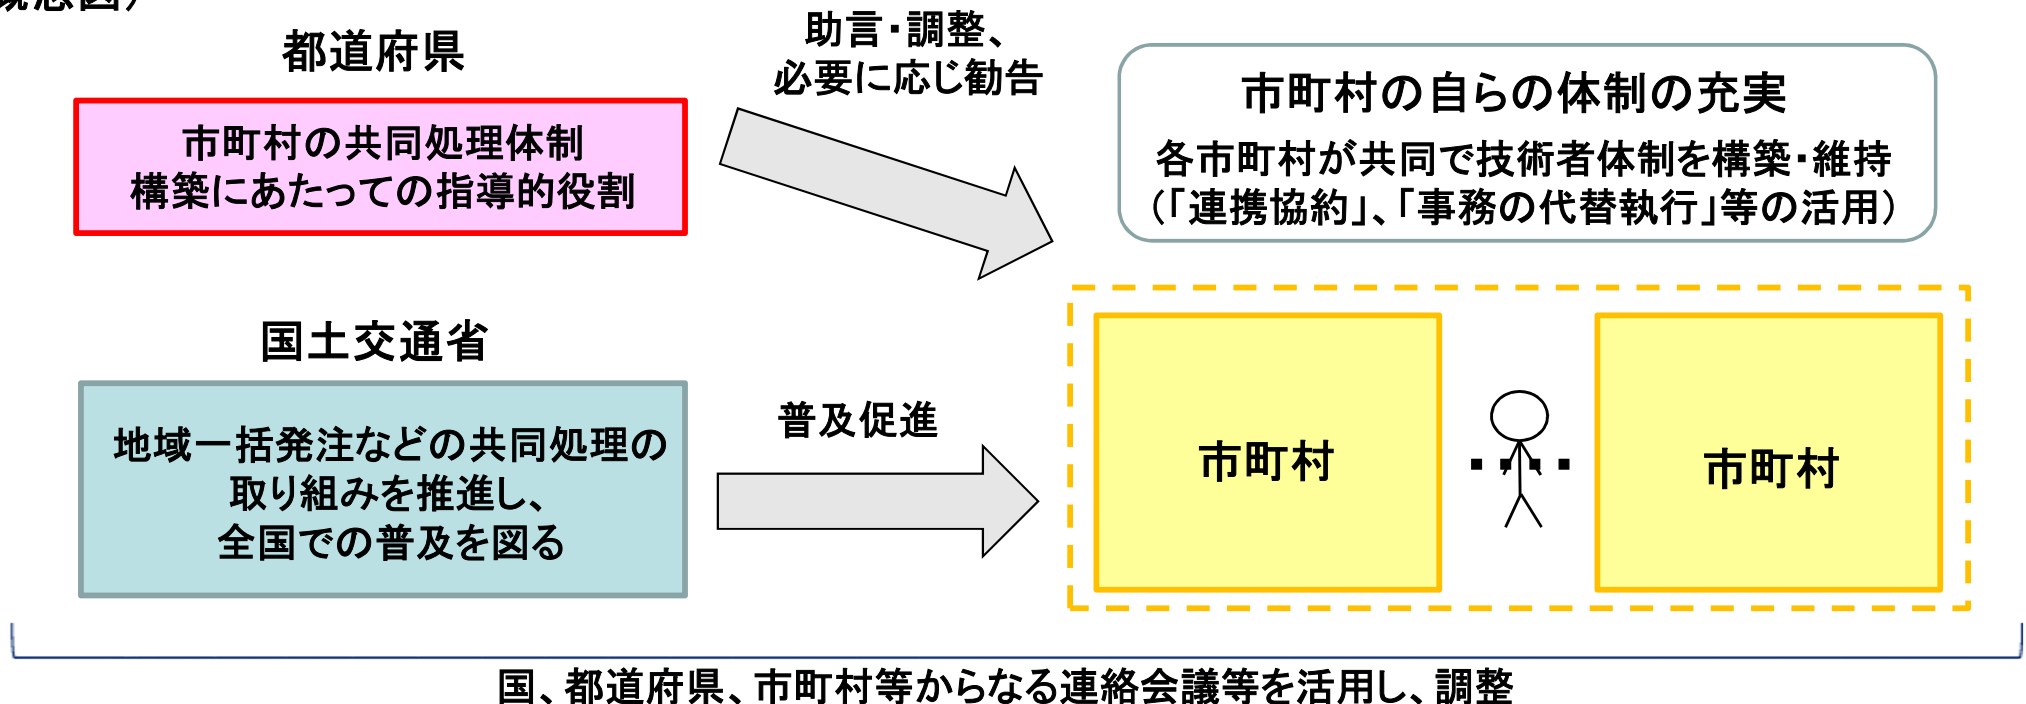 都道府県
市町村の共同処理体制
構築にあたっての指導的役割
助言・調整、
必要に応じ勧告
市町村の自らの体制の充実
各市町村が共同で技術者体制を構築・維持
（「連携協約」、「事務の代替執行」等の活用）
国土交通省
地域一括発注などの共同処理の
取り組みを推進し、
全国での普及を図る
普及促進
市町村
・・・・
市町村
国、都道府県、市町村等からなる連絡会議等を活用し、調整